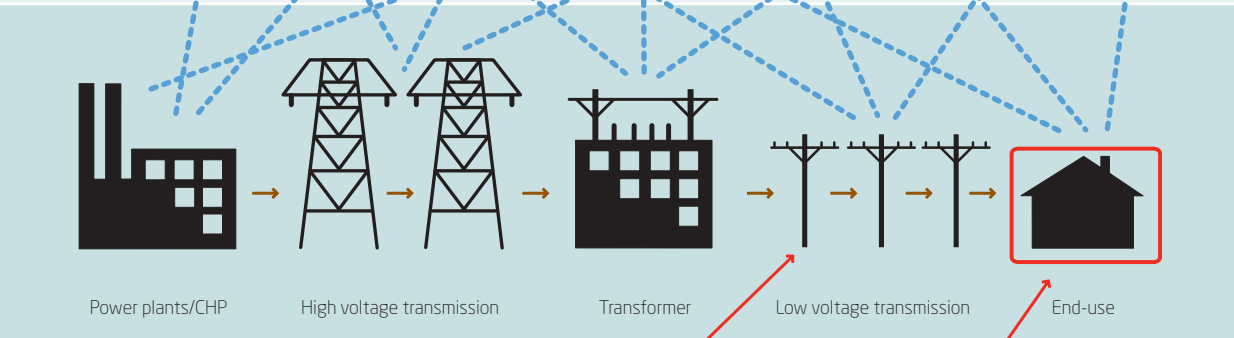 Power plants/CHP
High voltage transmission
Transformer
Low voltage transmission
End-use